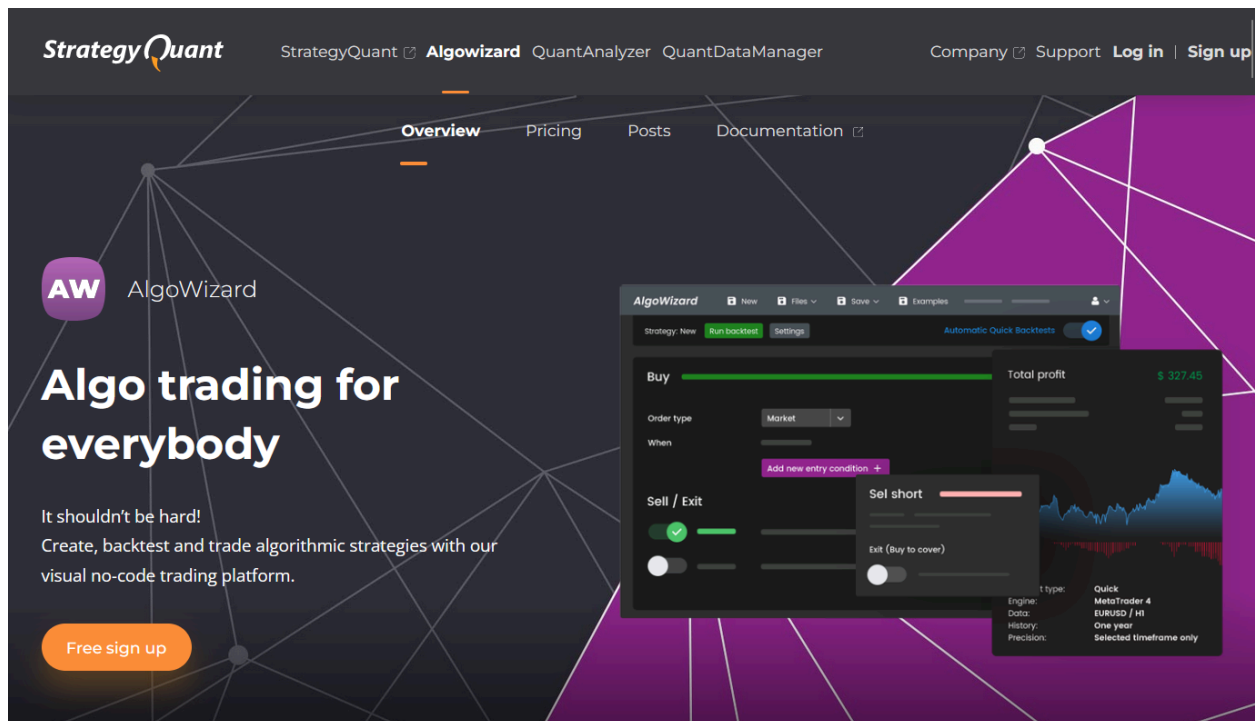 StrategyQuant
StrategyQuant Algowizard QuantAnalyzer QuantDataManager
Company Support Log in | Sign up
Overview Pricing Posts Documentation
AW AlgoWizard
Algo trading for
everybody
It shouldn't be hard!
Create, backtest and trade algorithmic strategies with our
visual no-code trading platform.
Free sign up
AlgoWizard New Files Save Examples
Strategy: New Run backtest Settings Automatic Quick Backtests
Buy
Order type Market
When
Add new entry condition +
Sell / Exit
Sel short
Exit (Buy to cover)
Total profit $ 327.45
t type: Quick
Engine: MetaTrader 4
Data: EURUSD / H1
History: One year
Precision: Selected timeframe only